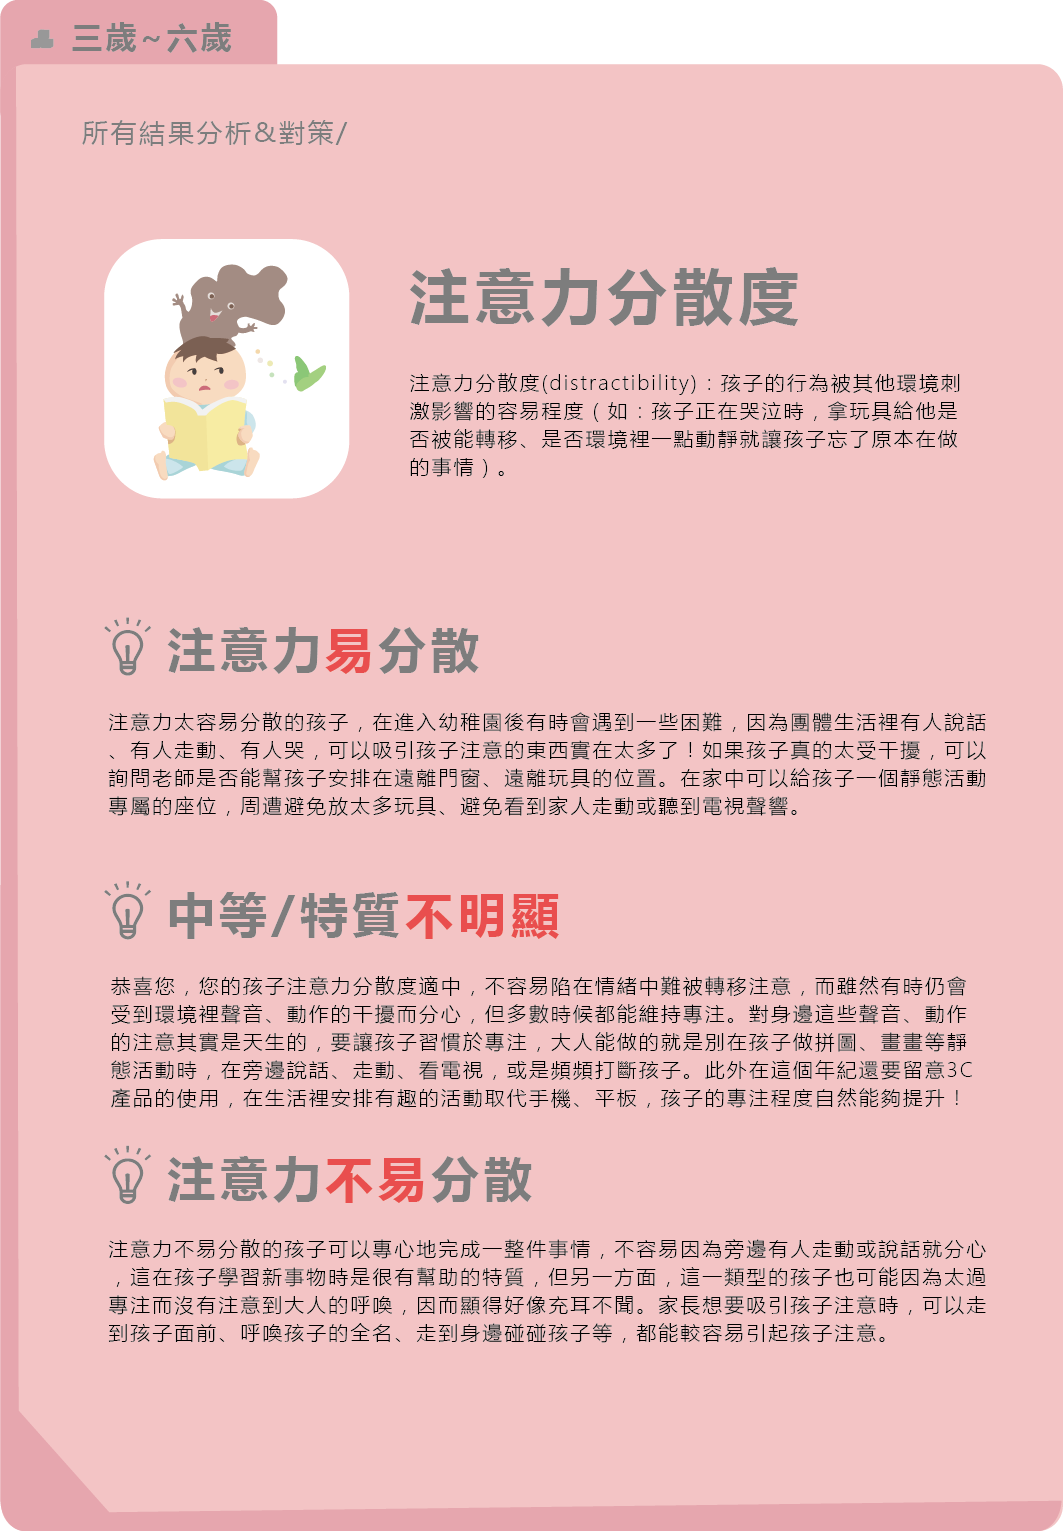 三歲~六歲
所有結果分析&對策/
注意力分散度
注意力分散度(distractibility)：孩子的行為被其他環境刺
激影響的容易程度（如：孩子正在哭泣時，拿玩具給他是
否被能轉移、是否環境裡一點動靜就讓孩子忘了原本在做
的事情）。
注意力易分散
注意力太容易分散的孩子，在進入幼稚園後有時會遇到一些困難，因為團體生活裡有人說話
、有人走動、有人哭，可以吸引孩子注意的東西實在太多了！如果孩子真的太受干擾，可以
詢問老師是否能幫孩子安排在遠離門窗、遠離玩具的位置。在家中可以給孩子一個靜態活動
專屬的座位，周遭避免放太多玩具、避免看到家人走動或聽到電視聲響。
中等/特質不明顯
恭喜您，您的孩子注意力分散度適中，不容易陷在情緒中難被轉移注意，而雖然有時仍會
受到環境裡聲音、動作的干擾而分心，但多數時候都能維持專注。對身邊這些聲音、動作
的注意其實是天生的，要讓孩子習慣於專注，大人能做的就是別在孩子做拼圖、畫畫等靜
態活動時，在旁邊說話、走動、看電視，或是頻頻打斷孩子。此外在這個年紀還要留意3C
產品的使用，在生活裡安排有趣的活動取代手機、平板，孩子的專注程度自然能夠提升！
注意力不易分散
注意力不易分散的孩子可以專心地完成一整件事情，不容易因為旁邊有人走動或說話就分心
，這在孩子學習新事物時是很有幫助的特質，但另一方面，這一類型的孩子也可能因為太過
專注而沒有注意到大人的呼喚，因而顯得好像充耳不聞。家長想要吸引孩子注意時，可以走
到孩子面前、呼喚孩子的全名、走到身邊碰碰孩子等，都能較容易引起孩子注意。